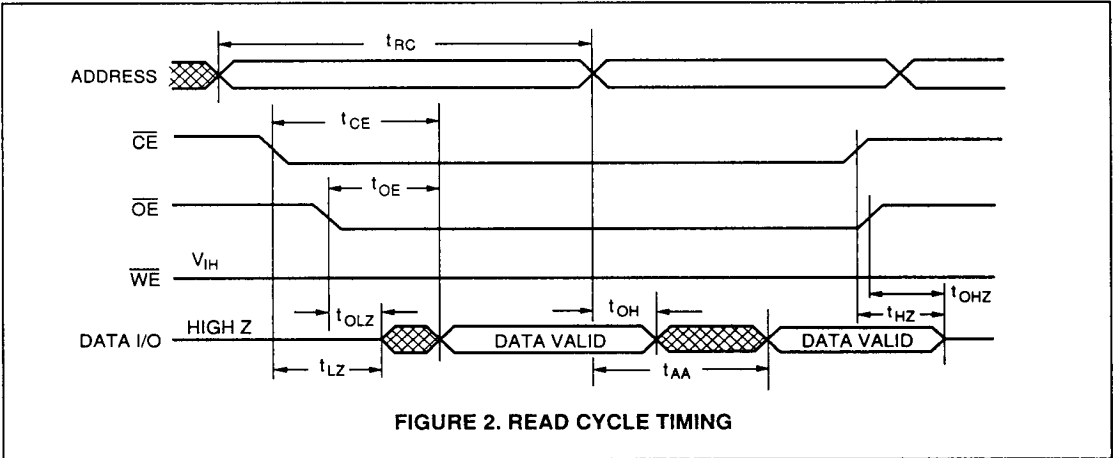 tRC
ADDRESS
tCE
CE
tOE
OE
VIH
WE
tOLZ
tOH
tOHZ
tHZ
DATA I/O HIGH Z DATA VALID DATA VALID
tLZ
tAA
FIGURE 2. READ CYCLE TIMING